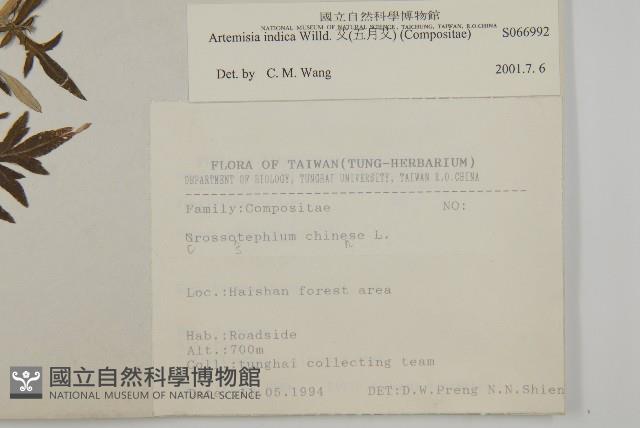 國立自然科學博物館
NATIONAL MUSEUM OF NATURAL SCIENCE, TAICHUNG, TAIWAN, R.O.CHINA
Artemisia indica Willd. 艾(五月艾) (Compositae) S066992
Det. by C. M. Wang 2001.7. 6
FLORA OF TAIWAN(TUNG-HERBARIUM)
DEPARTMENT OF BIOLOGY, TUNGHAI UNIVERSITY, TAIWAN R.O.CHINA
Family:Compositae NO:
Grossotephium chinese L.
C s n
Loc.:Haishan forest area
Hab.:Roadside
Alt.:700m
Coll.:tunghai collecting team
05.1994 DET:D.W.Preng N.N.Shien
國立自然科學博物館
NATIONAL MUSEUM OF NATURAL SCIENCE